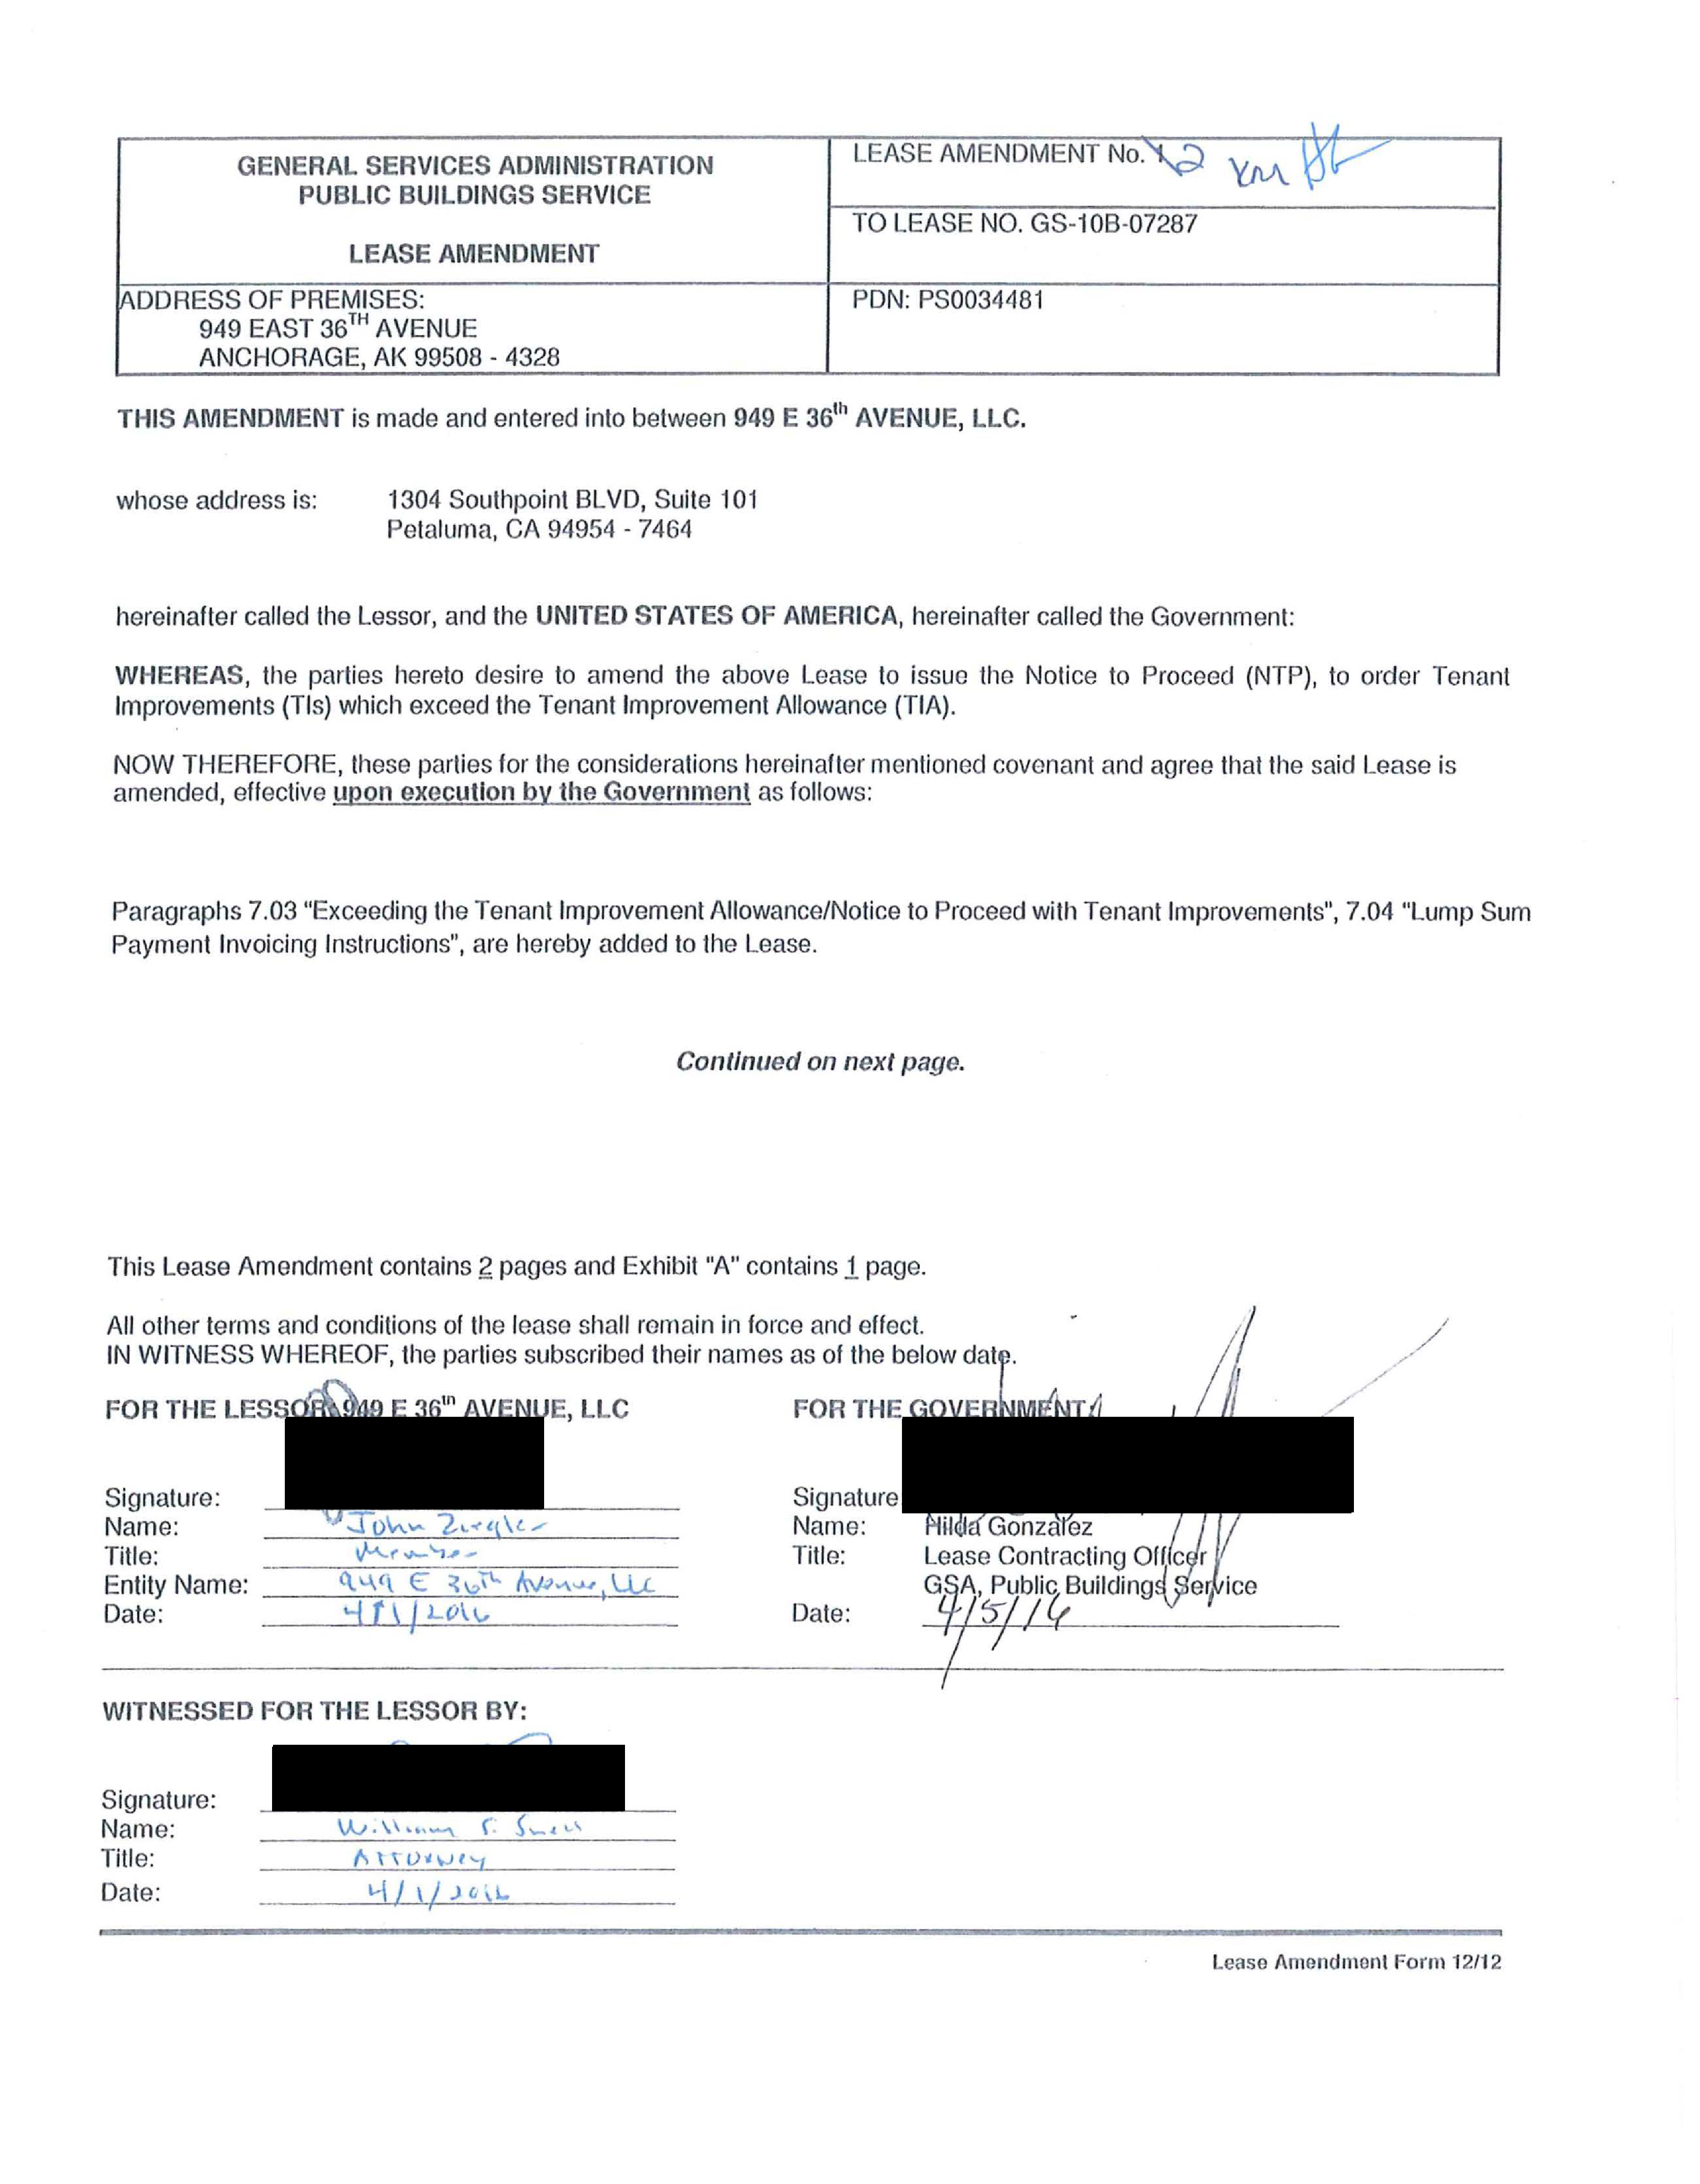 GENERAL SERVICES ADMINISTRATION
PUBLIC BUILDINGS SERVICE
LEASE AMENDMENT
LEASE AMENDMENT No. 2
TO LEASE NO. GS-10B-07287
ADDRESS OF PREMISES:
949 EAST 36TH AVENUE
ANCHORAGE, AK 99508 - 4328
PDN: PS0034481
THIS AMENDMENT is made and entered into between 949 E 36th AVENUE, LLC.
whose address is: 1304 Southpoint BLVD, Suite 101
Petaluma, CA 94954 - 7464
hereinafter called the Lessor, and the UNITED STATES OF AMERICA, hereinafter called the Government:
WHEREAS, the parties hereto desire to amend the above Lease to issue the Notice to Proceed (NTP), to order Tenant
Improvements (TIs) which exceed the Tenant Improvement Allowance (TIA).
NOW THEREFORE, these parties for the considerations hereinafter mentioned covenant and agree that the said Lease is
amended, effective upon execution by the Government as follows:
Paragraphs 7.03 "Exceeding the Tenant Improvement Allowance/Notice to Proceed with Tenant Improvements", 7.04 "Lump Sum
Payment Invoicing Instructions", are hereby added to the Lease.
Continued on next page.
This Lease Amendment contains 2 pages and Exhibit "A" contains 1 page.
All other terms and conditions of the lease shall remain in force and effect.
IN WITNESS WHEREOF, the parties subscribed their names as of the below date.
FOR THE LESSOR 949 E 36th AVENUE, LLC
Signature:
Name: John Ziegler
Title: Member
Entity Name: 949 E 36th Avenue, LLC
Date: 4/1/2016
FOR THE GOVERNMENT
Signature
Name: Hilda Gonzalez
Title: Lease Contracting Officer
GSA, Public Buildings Service
Date: 4/5/16
WITNESSED FOR THE LESSOR BY:
Signature:
Name: William
Title: Attorney
Date: 4/1/2016
Lease Amendment Form 12/12